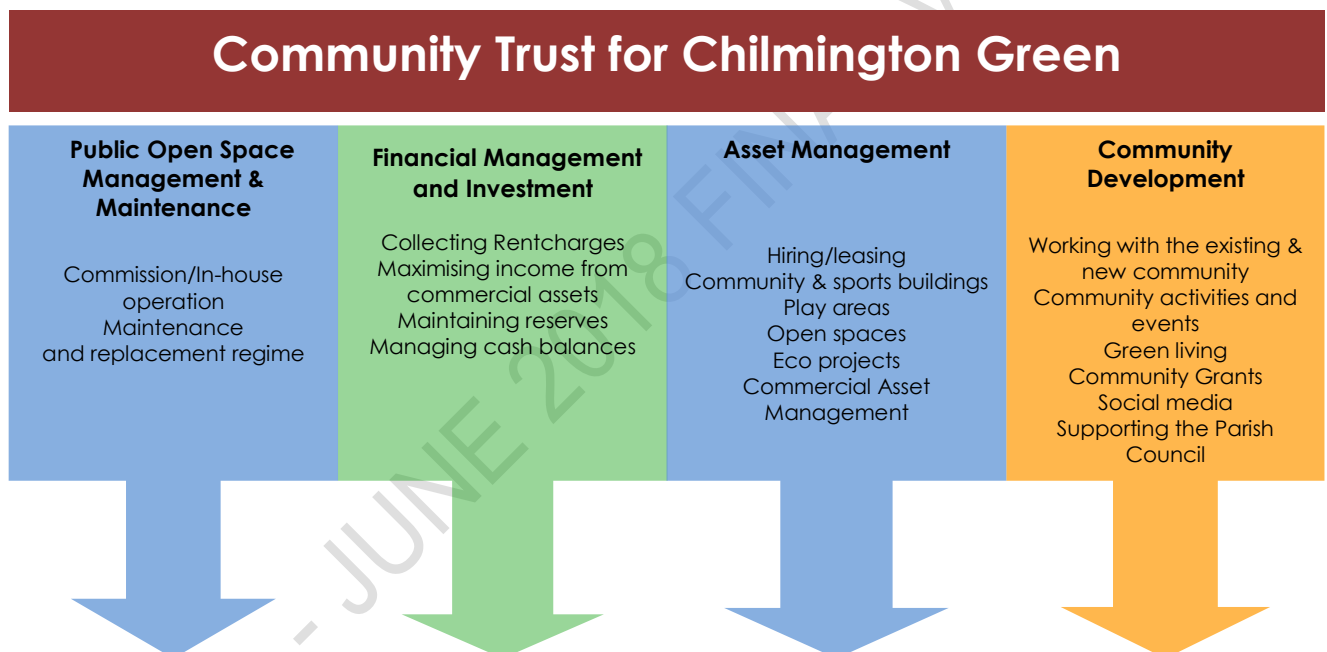 Community Trust for Chilmington Green
Public Open Space
Management &
Maintenance
Commission/In-house
operation
Maintenance
and replacement regime
Financial Management
and Investment
Collecting Rentcharges
Maximising income from
commercial assets
Maintaining reserves
Managing cash balances
Asset Management
Hiring/leasing
Community & sports buildings
Play areas
Open spaces
Eco projects
Commercial Asset
Management
Community
Development
Working with the existing &
new community
Community activities and
events
Green living
Community Grants
Social media
Supporting the Parish
Council
- JUNE 2018 FINA